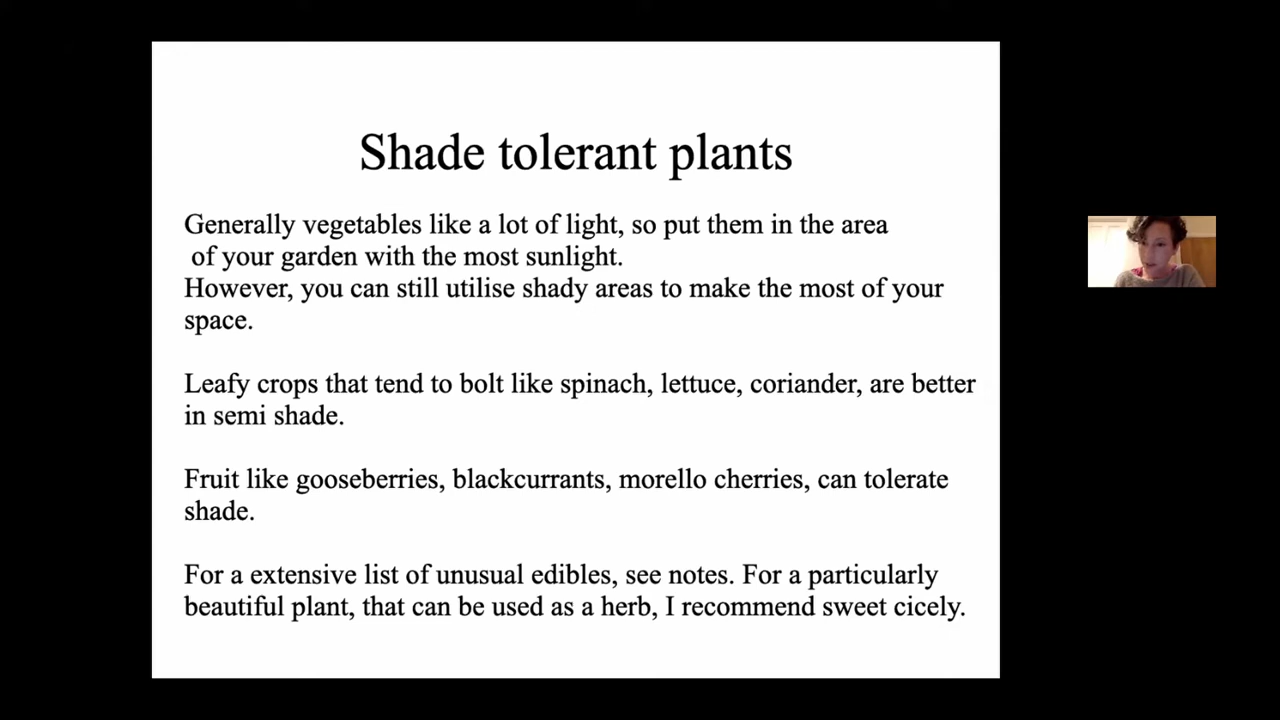 Shade tolerant plants
Generally vegetables like a lot of light, so put them in the area
of your garden with the most sunlight.
However, you can still utilise shady areas to make the most of your
space.
Leafy crops that tend to bolt like spinach, lettuce, coriander, are better
in semi shade.
Fruit like gooseberries, blackcurrants, morello cherries, can tolerate
shade.
For a extensive list of unusual edibles, see notes. For a particularly
beautiful plant, that can be used as a herb, I recommend sweet cicely.